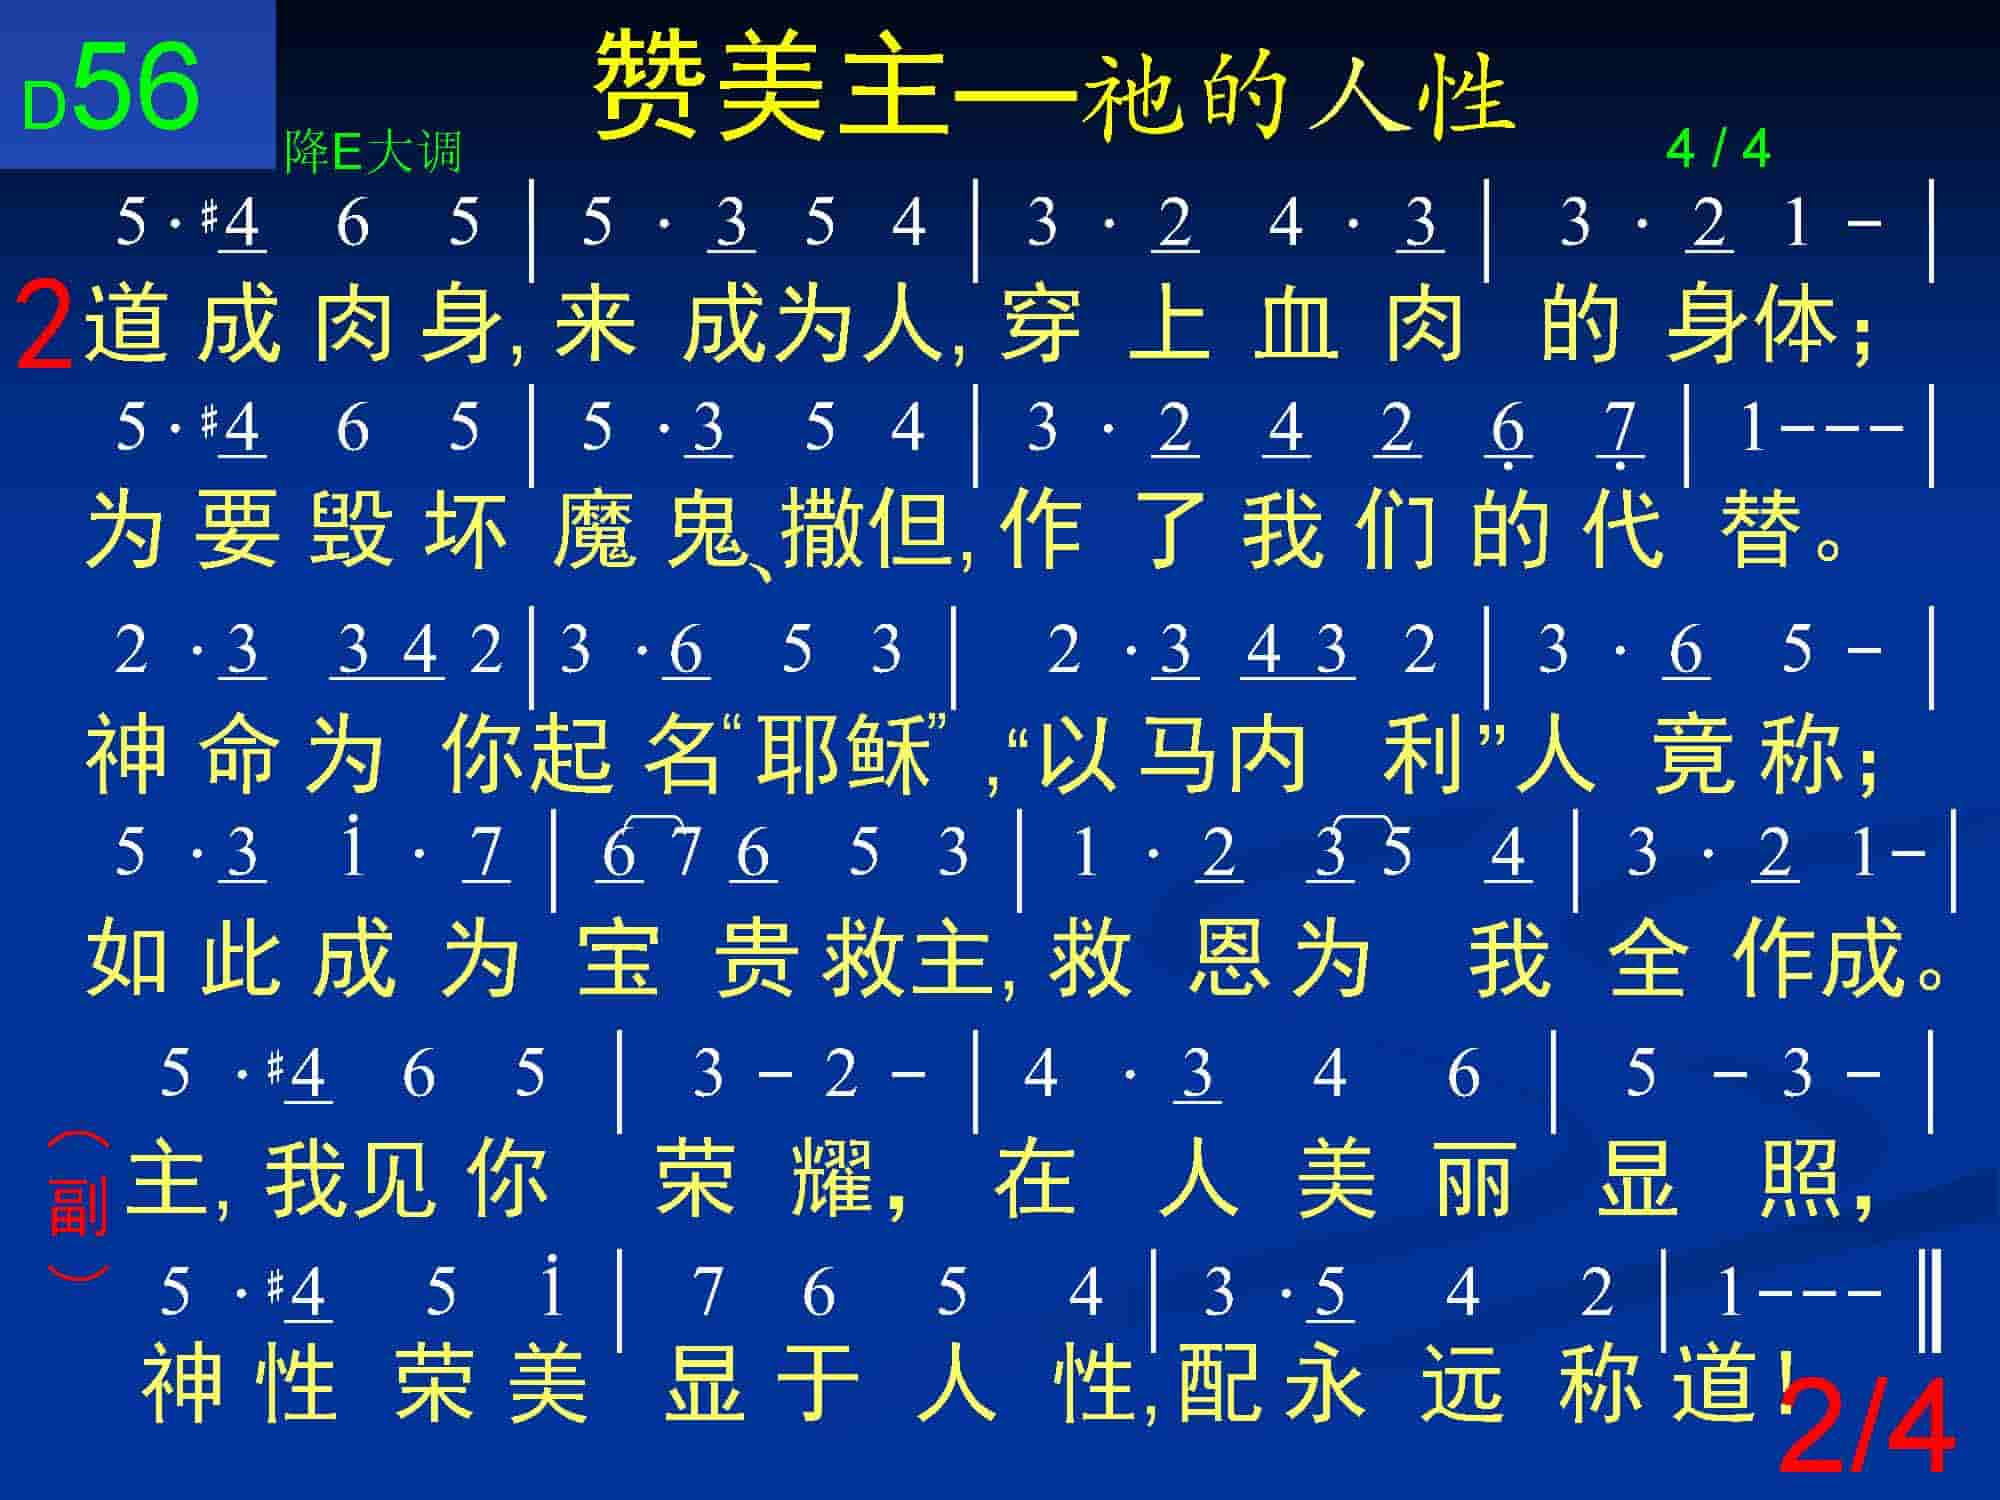 D56
赞美主—祂的人性
降E大调
4 / 4
5 · #4 6 5 | 5 · 3 5 4 | 3 · 2 4 · 3 | 3 · 2 1 - |
2 道成肉身,来成为人,穿上血肉的身体;
5 · #4 6 5 | 5 · 3 5 4 | 3 · 2 4 2 6 7 | 1 - - - |
为要毁坏魔鬼、撒但,作了我们的代替。
2 · 3 3 4 2 | 3 · 6 5 3 | 2 · 3 4 3 2 | 3 · 6 5 - |
神命为你起名“耶稣”,“以马内利”人竟称;
5 · 3 i · 7 | 6 7 6 5 3 | 1 · 2 3 5 4 | 3 · 2 1 - |
如此成为宝贵救主,救恩为我全作成。
5 · #4 6 5 | 3 - 2 - | 4 · 3 4 6 | 5 - 3 - |
(副) 主,我见你荣耀,在人美丽显照,
5 · #4 5 i | 7 6 5 4 | 3 · 5 4 2 | 1 - - - ‖
神性荣美显于人性,配永远称道!
2/4